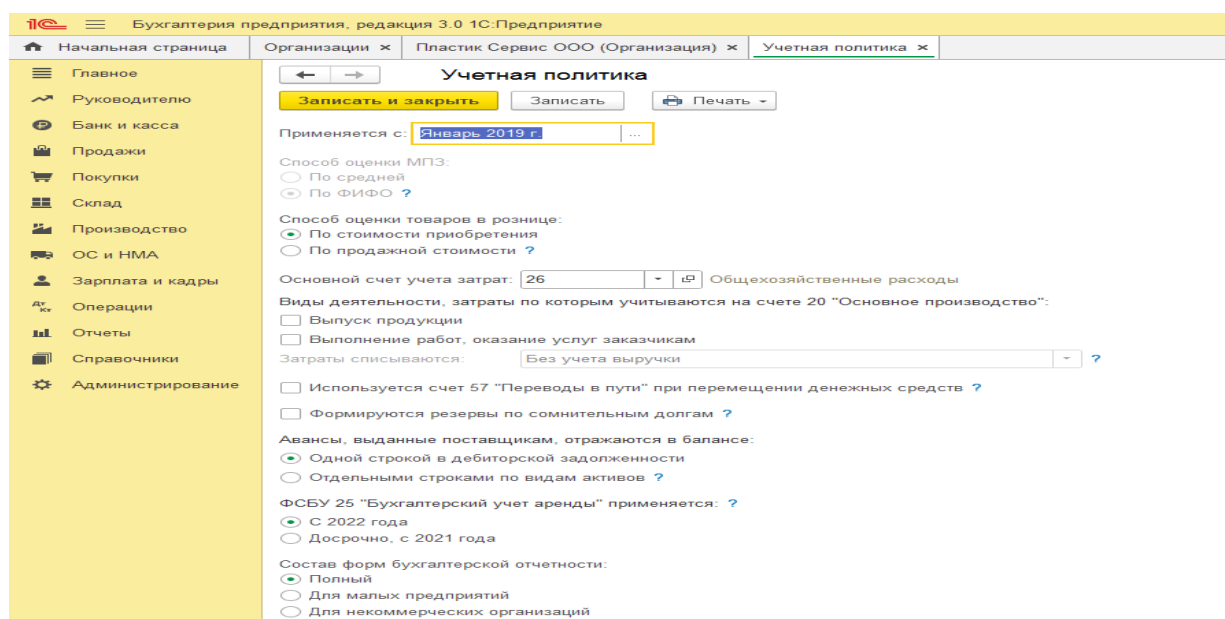 1С Бухгалтерия предприятия, редакция 3.0 1С:Предприятие
Начальная страница Организации × Пластик Сервис ООО (Организация) × Учетная политика ×
Главное
Руководителю
Банк и касса
Продажи
Покупки
Склад
Производство
ОС и НМА
Зарплата и кадры
Дт Кт Операции
Отчеты
Справочники
Администрирование
← → Учетная политика
Записать и закрыть Записать Печать
Применяется с: Январь 2019 г. ...
Способ оценки МПЗ:
По средней
По ФИФО ?
Способ оценки товаров в рознице:
По стоимости приобретения
По продажной стоимости ?
Основной счет учета затрат: 26 Общехозяйственные расходы
Виды деятельности, затраты по которым учитываются на счете 20 "Основное производство":
Выпуск продукции
Выполнение работ, оказание услуг заказчикам
Затраты списываются: Без учета выручки ?
Используется счет 57 "Переводы в пути" при перемещении денежных средств ?
Формируются резервы по сомнительным долгам ?
Авансы, выданные поставщикам, отражаются в балансе:
Одной строкой в дебиторской задолженности
Отдельными строками по видам активов ?
ФСБУ 25 "Бухгалтерский учет аренды" применяется: ?
С 2022 года
Досрочно, с 2021 года
Состав форм бухгалтерской отчетности:
Полный
Для малых предприятий
Для некоммерческих организаций